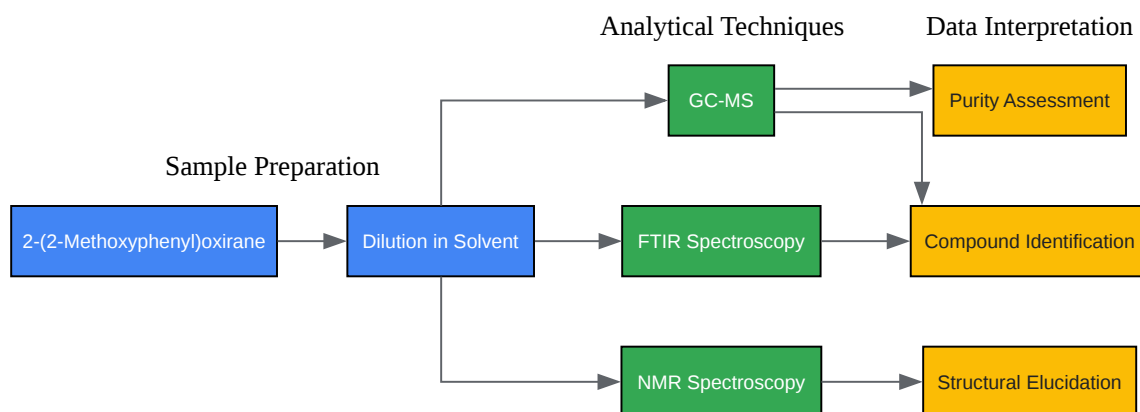 Analytical Techniques
Data Interpretation
GC-MS
Purity Assessment
Sample Preparation
2-(2-Methoxyphenyl)oxirane
Dilution in Solvent
FTIR Spectroscopy
Compound Identification
NMR Spectroscopy
Structural Elucidation